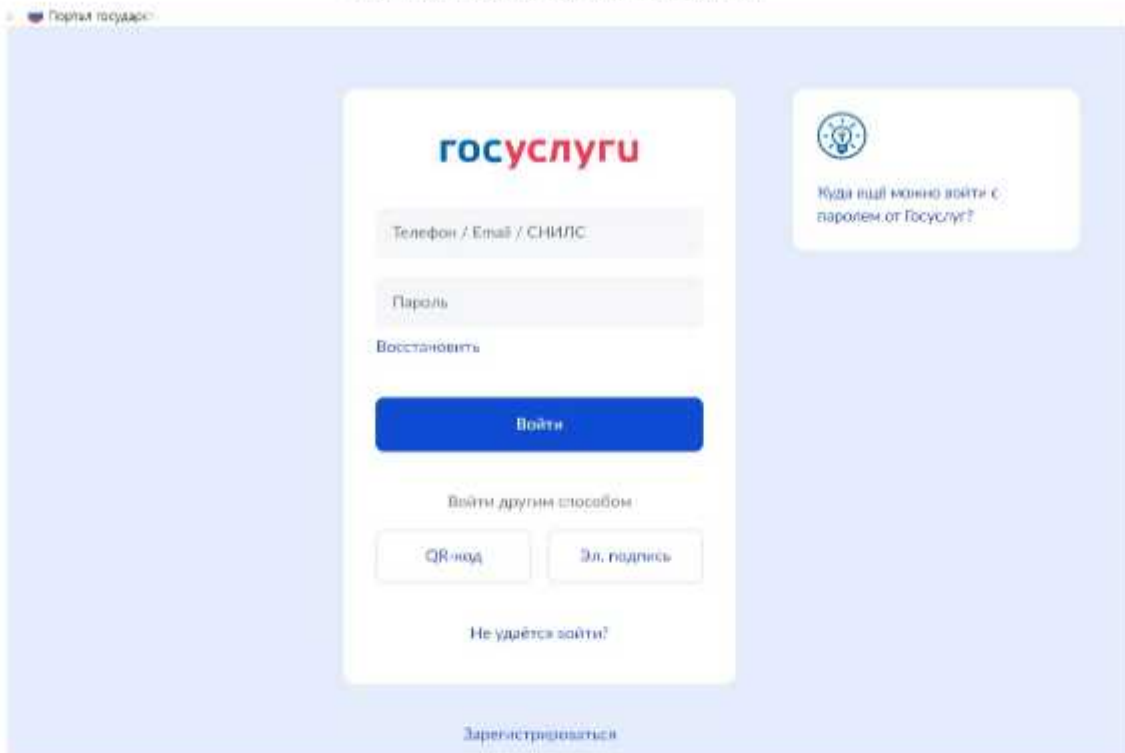 Портал государс
госуслуги
Куда ещё можно войти с
паролем от Госуслуг?
Телефон / Email / СНИЛС
Пароль
Восстановить
Войти
Войти другим способом
QR-код
Эл. подпись
Не удаётся войти?
Зарегистрироваться